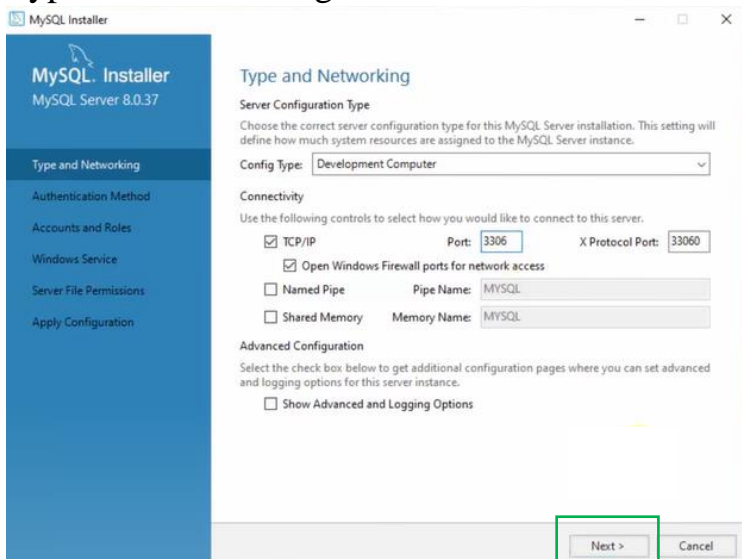 MySQL Installer
MySQL. Installer
MySQL Server 8.0.37
Type and Networking
Authentication Method
Accounts and Roles
Windows Service
Server File Permissions
Apply Configuration
Type and Networking
Server Configuration Type
Choose the correct server configuration type for this MySQL Server installation. This setting will
define how much system resources are assigned to the MySQL Server instance.
Config Type: Development Computer
Connectivity
Use the following controls to select how you would like to connect to this server.
TCP/IP Port: 3306 X Protocol Port: 33060
Open Windows Firewall ports for network access
Named Pipe Pipe Name: MYSQL
Shared Memory Memory Name: MYSQL
Advanced Configuration
Select the check box below to get additional configuration pages where you can set advanced
and logging options for this server instance.
Show Advanced and Logging Options
Next > Cancel